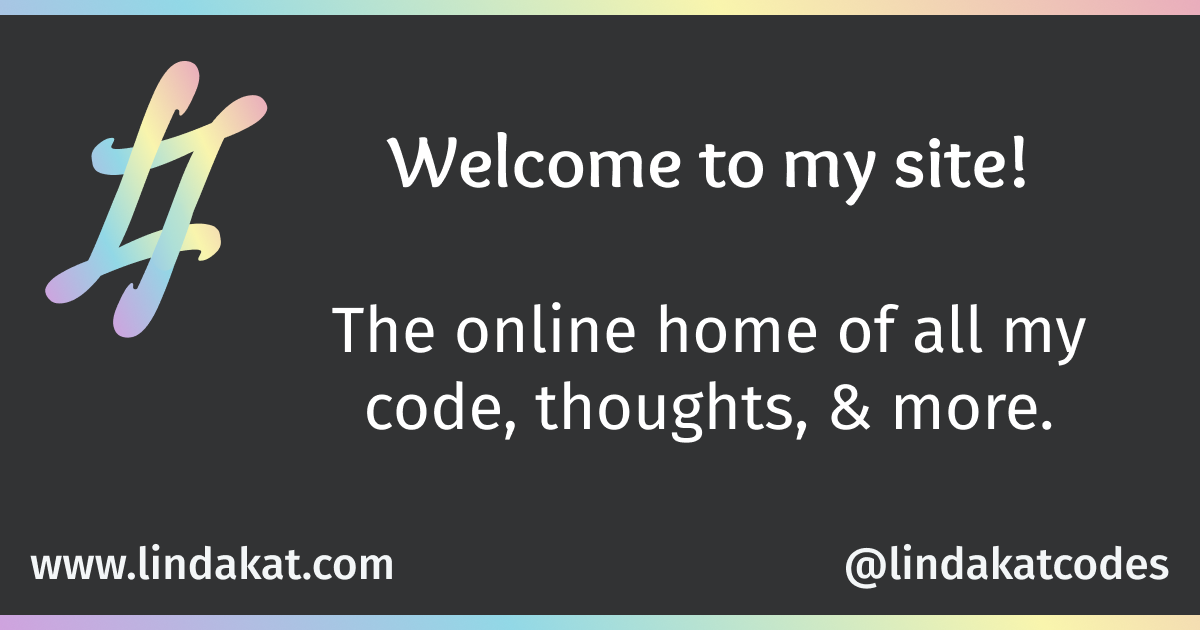 Welcome to my site!
The online home of all my
code, thoughts, & more.
www.lindakat.com
@lindakatcodes